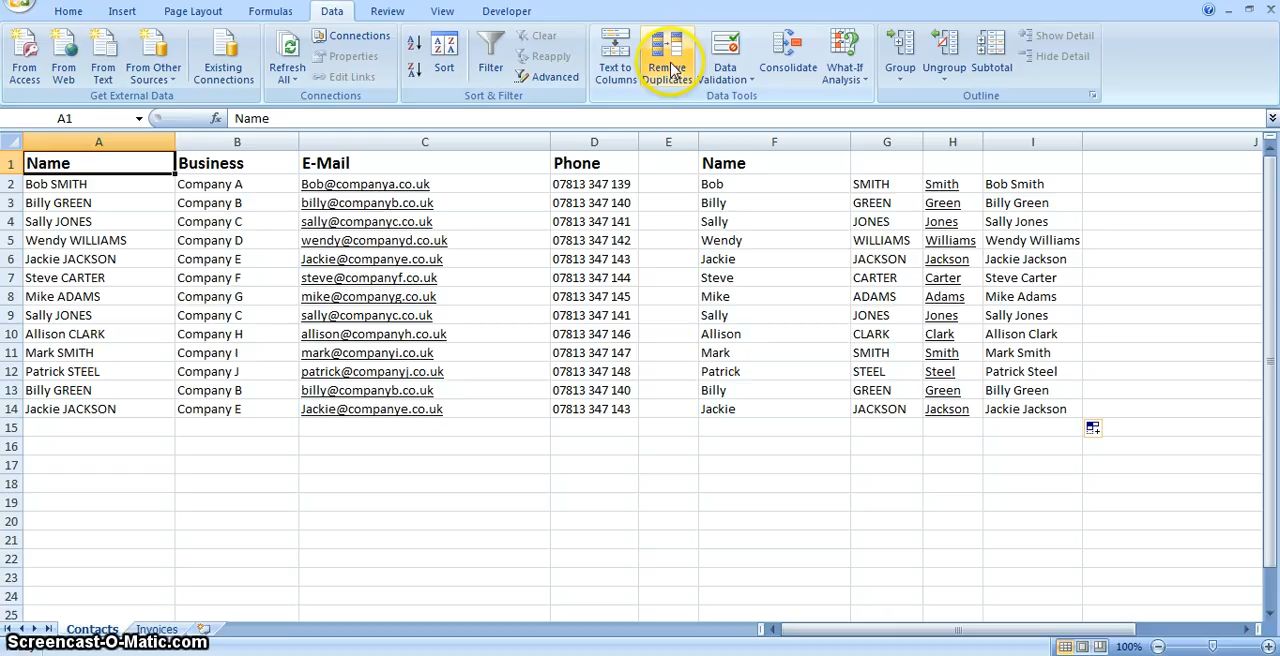 Home Insert Page Layout Formulas Data Review View Developer
From Access From Web From Text From Other Sources Existing Connections Refresh All Connections Properties Edit Links Sort Filter Clear Reapply Advanced Text to Columns Remove Duplicates Data Validation Consolidate What-If Analysis Group Ungroup Subtotal Show Detail Hide Detail
Get External Data Connections Sort & Filter Data Tools Outline
A1 fx Name
A B C D E F G H I J
1 Name Business E-Mail Phone Name
2 Bob SMITH Company A Bob@companya.co.uk 07813 347 139 Bob SMITH Smith Bob Smith
3 Billy GREEN Company B billy@companyb.co.uk 07813 347 140 Billy GREEN Green Billy Green
4 Sally JONES Company C sally@companyc.co.uk 07813 347 141 Sally JONES Jones Sally Jones
5 Wendy WILLIAMS Company D wendy@companyd.co.uk 07813 347 142 Wendy WILLIAMS Williams Wendy Williams
6 Jackie JACKSON Company E Jackie@companye.co.uk 07813 347 143 Jackie JACKSON Jackson Jackie Jackson
7 Steve CARTER Company F steve@companyf.co.uk 07813 347 144 Steve CARTER Carter Steve Carter
8 Mike ADAMS Company G mike@companyg.co.uk 07813 347 145 Mike ADAMS Adams Mike Adams
9 Sally JONES Company C sally@companyc.co.uk 07813 347 141 Sally JONES Jones Sally Jones
10 Allison CLARK Company H allison@companyh.co.uk 07813 347 146 Allison CLARK Clark Allison Clark
11 Mark SMITH Company I mark@companyi.co.uk 07813 347 147 Mark SMITH Smith Mark Smith
12 Patrick STEEL Company J patrick@companyj.co.uk 07813 347 148 Patrick STEEL Steel Patrick Steel
13 Billy GREEN Company B billy@companyb.co.uk 07813 347 140 Billy GREEN Green Billy Green
14 Jackie JACKSON Company E Jackie@companye.co.uk 07813 347 143 Jackie JACKSON Jackson Jackie Jackson
15
16
17
18
19
20
21
22
23
24
25
Contacts Invoices
Screencast-O-Matic.com 100%